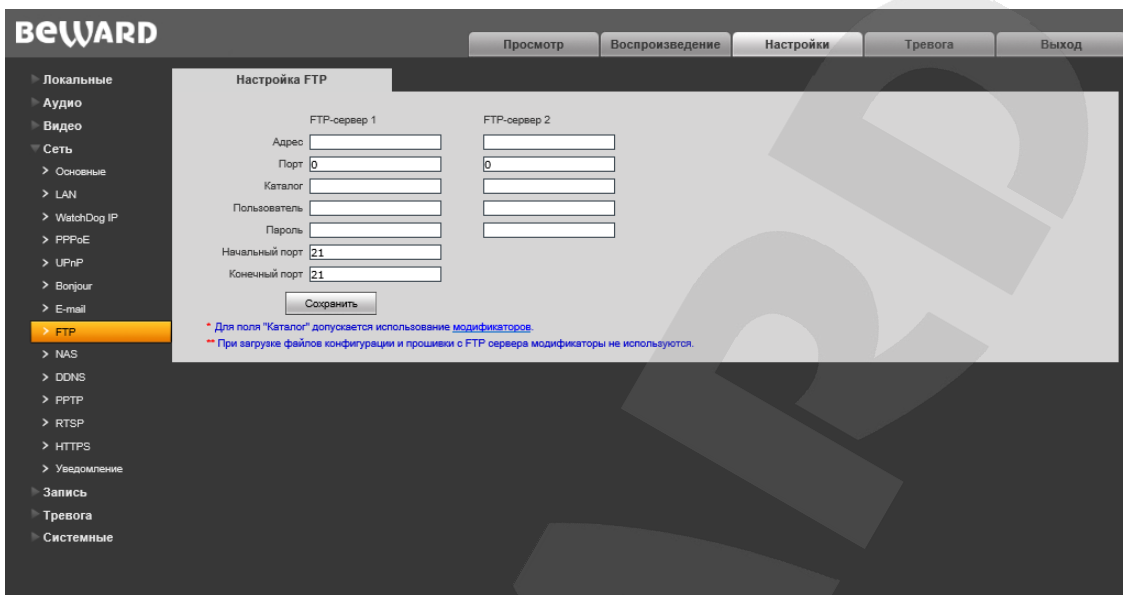 BEWARD
Просмотр Воспроизведение Настройки Тревога Выход
Локальные
Аудио
Видео
Сеть
Основные
LAN
WatchDog IP
PPPoE
UPnP
Bonjour
E-mail
FTP
NAS
DDNS
PPTP
RTSP
HTTPS
Уведомление
Запись
Тревога
Системные
Настройка FTP
FTP-сервер 1 FTP-сервер 2
Адрес
Порт 0 0
Каталог
Пользователь
Пароль
Начальный порт 21
Конечный порт 21
Сохранить
* Для поля "Каталог" допускается использование модификаторов.
** При загрузке файлов конфигурации и прошивки с FTP сервера модификаторы не используются.